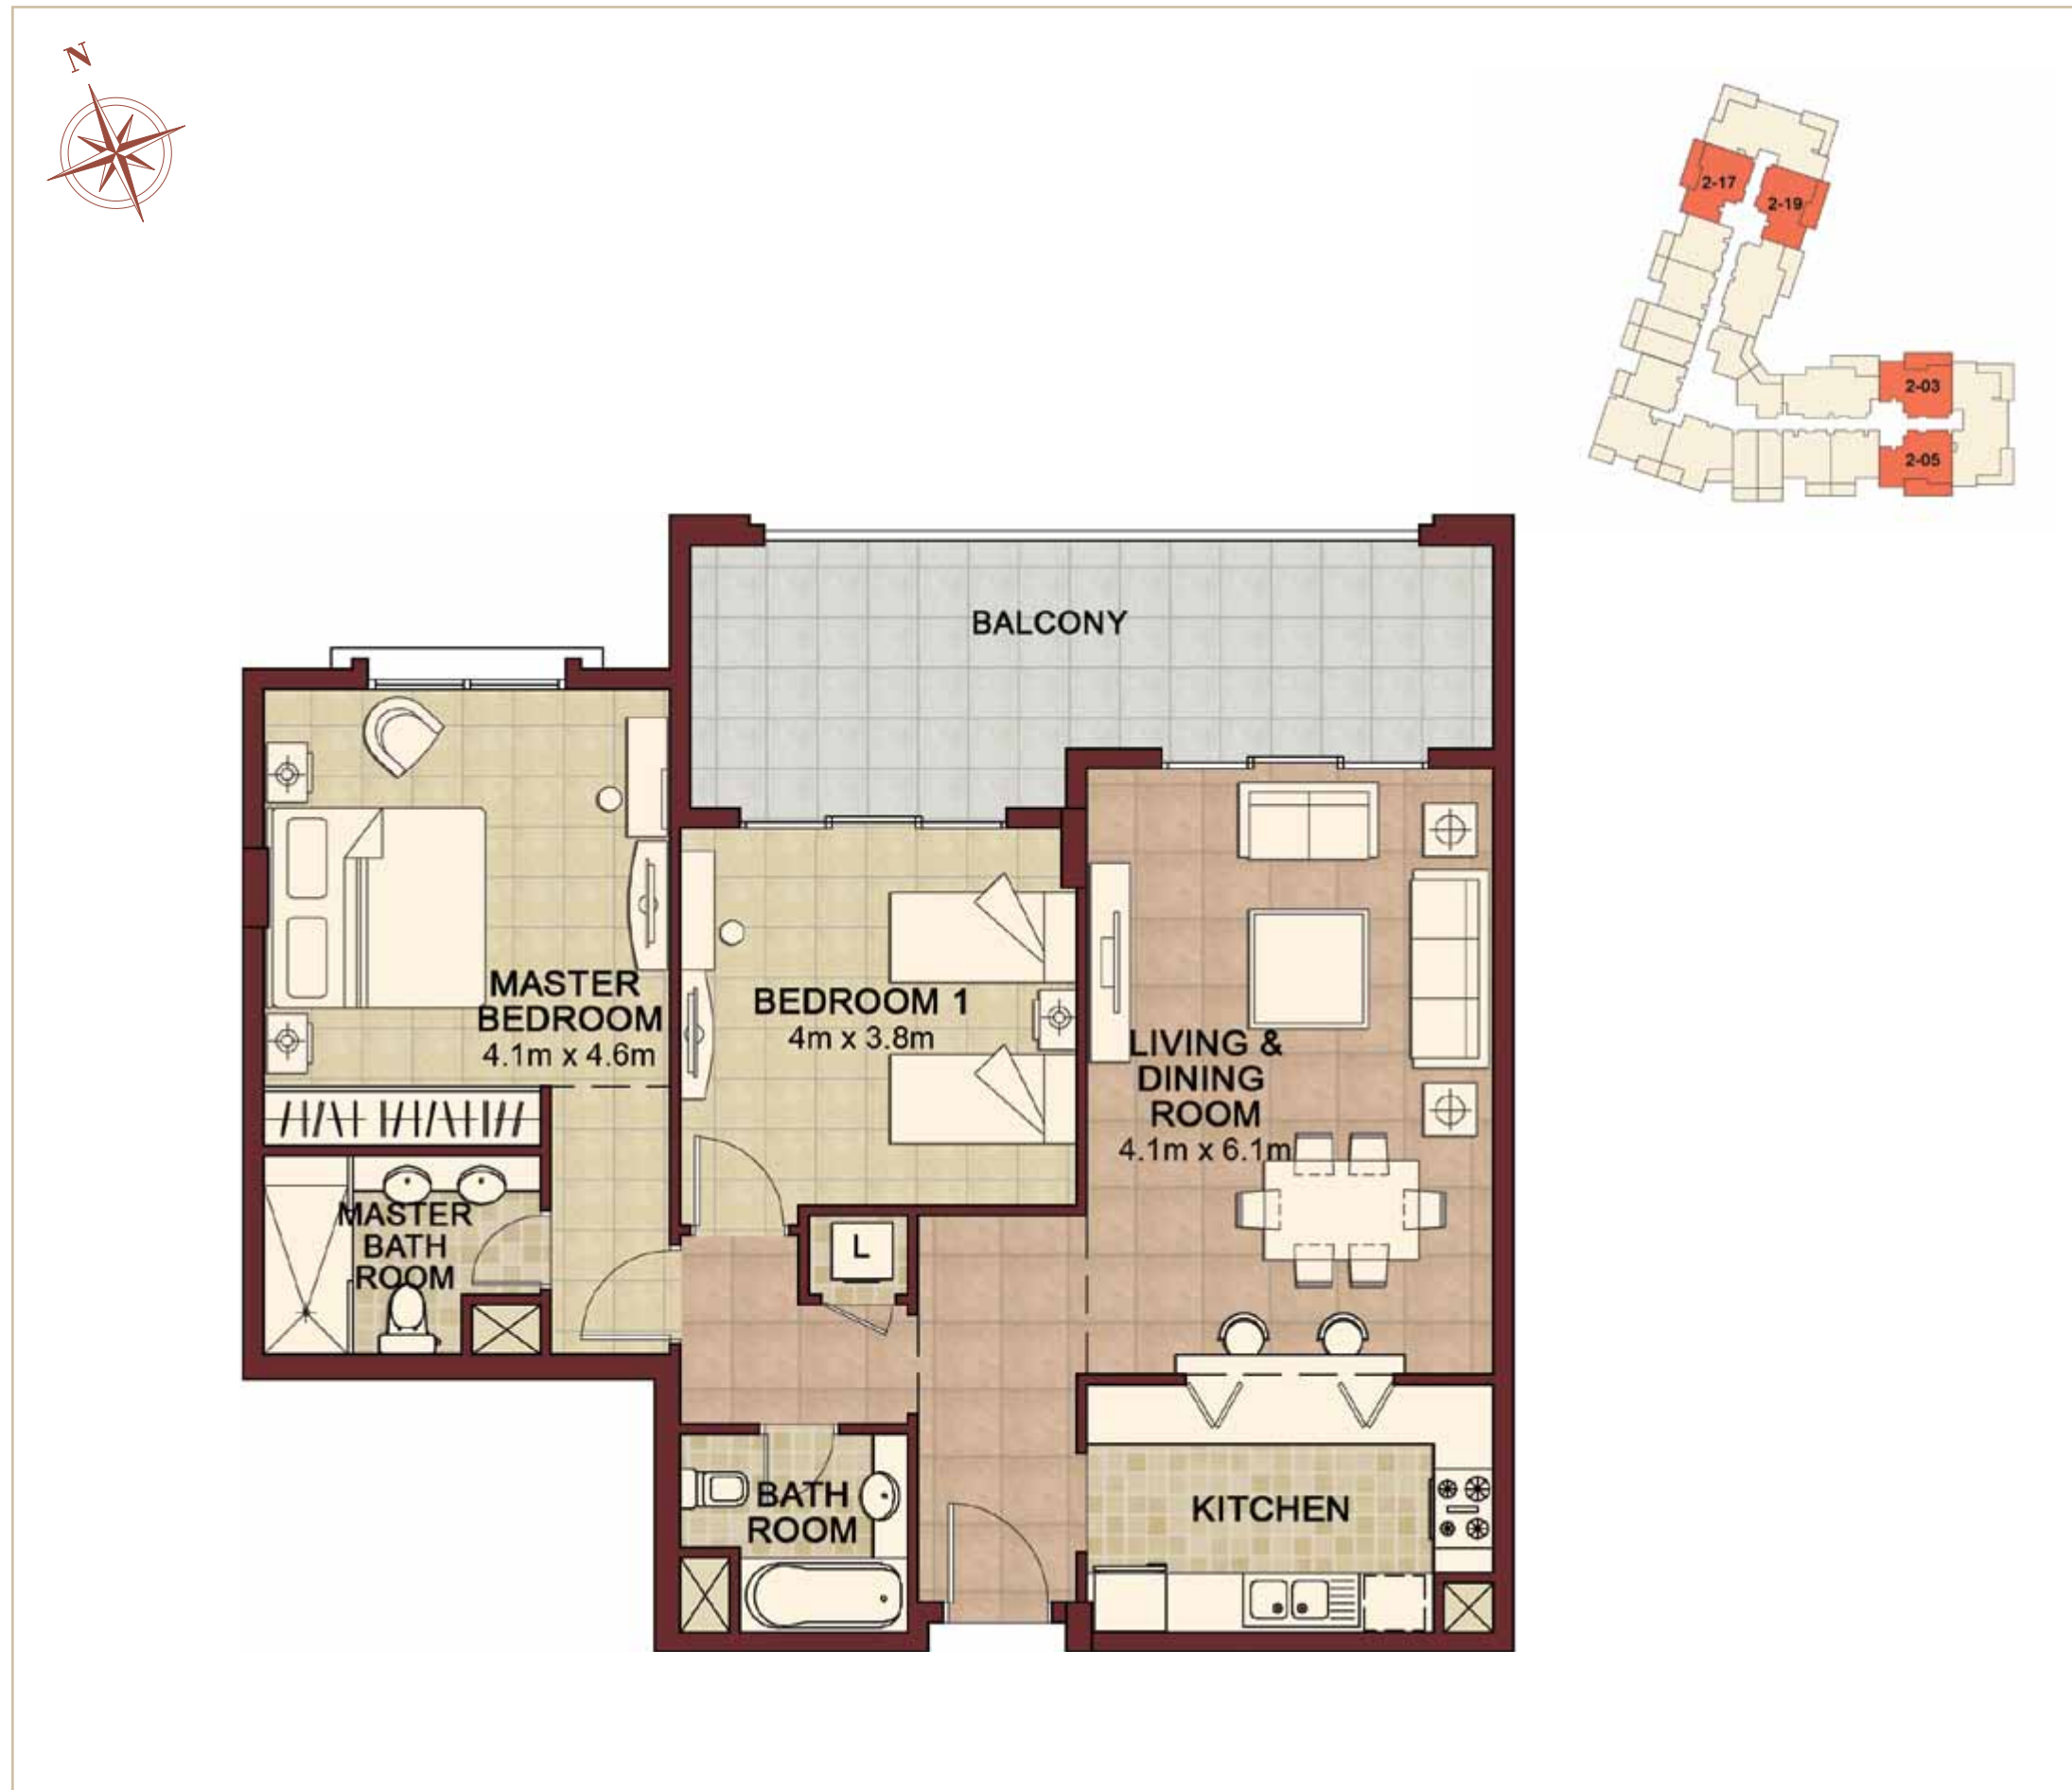 N
2-17
2-19
2-03
2-05
BALCONY
MASTER
BEDROOM
4.1m x 4.6m
BEDROOM 1
4m x 3.8m
LIVING &
DINING
ROOM
4.1m x 6.1m
MASTER
BATH
ROOM
L
BATH
ROOM
KITCHEN